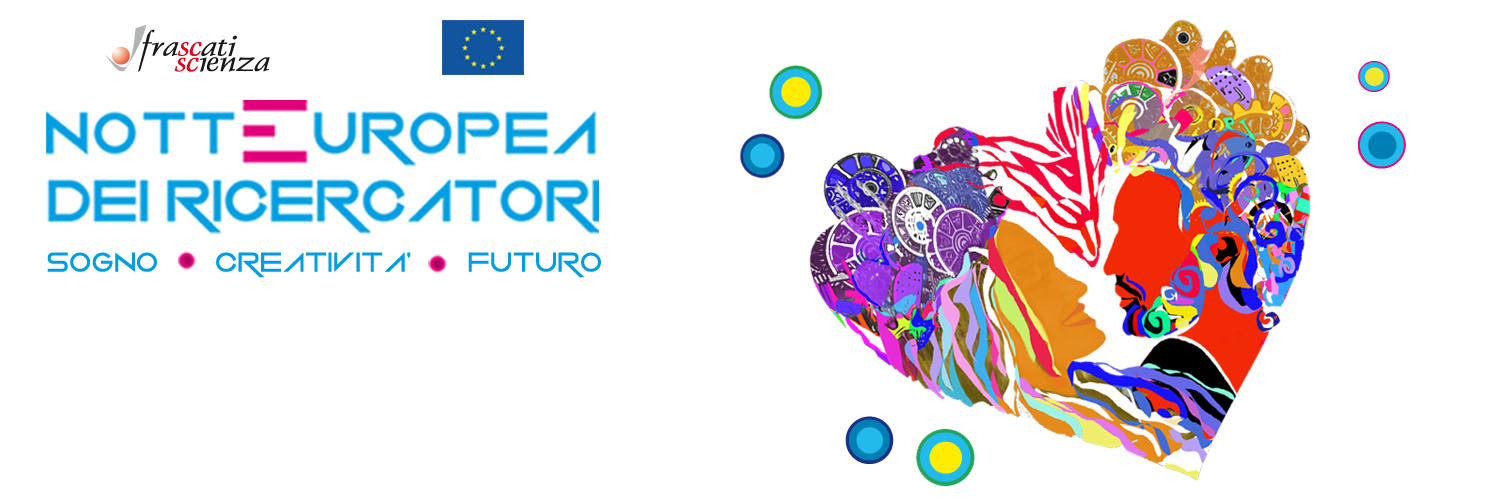 frascati
scienza
NOTTEUROPEA
DEI RICERCATORI
SOGNO • CREATIVITA' • FUTURO